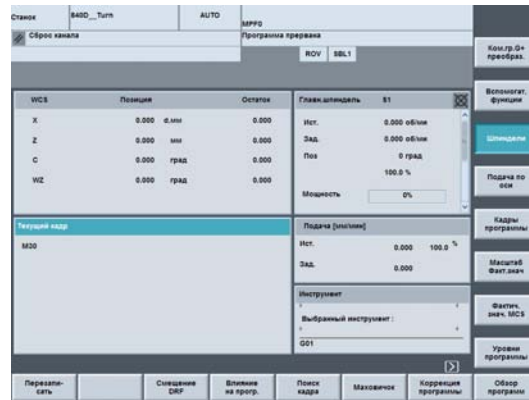 Станок 840D__Turn AUTO MPF0
Сброс канала Программа прервана
ROV SBL1
Ком.гр.G+ преобраз.
WCS Позиция Остаток
X 0.000 d.мм 0.000
Z 0.000 мм 0.000
C 0.000 град 0.000
WZ 0.000 град 0.000
Главн.шпиндель S1
Ист. 0.000 об/мин
Зад. 0.000 об/мин
Поз 0 град
100.0 %
Мощность 0%
Вспомогат. функции
Шпиндели
Подача по оси
Текущий кадр
M30
Подача [мм/мин]
Ист. 0.000 100.0 %
Зад. 0.000
Инструмент
Выбранный инструмент :
G01
Кадры программы
Масштаб Факт.знач
Фактич. знач. MCS
Уровни программы
Перезапи-
сать
Смещение DRF
Влияние на прогр.
Поиск кадра
Маховичок
Коррекция программы
Обзор программ